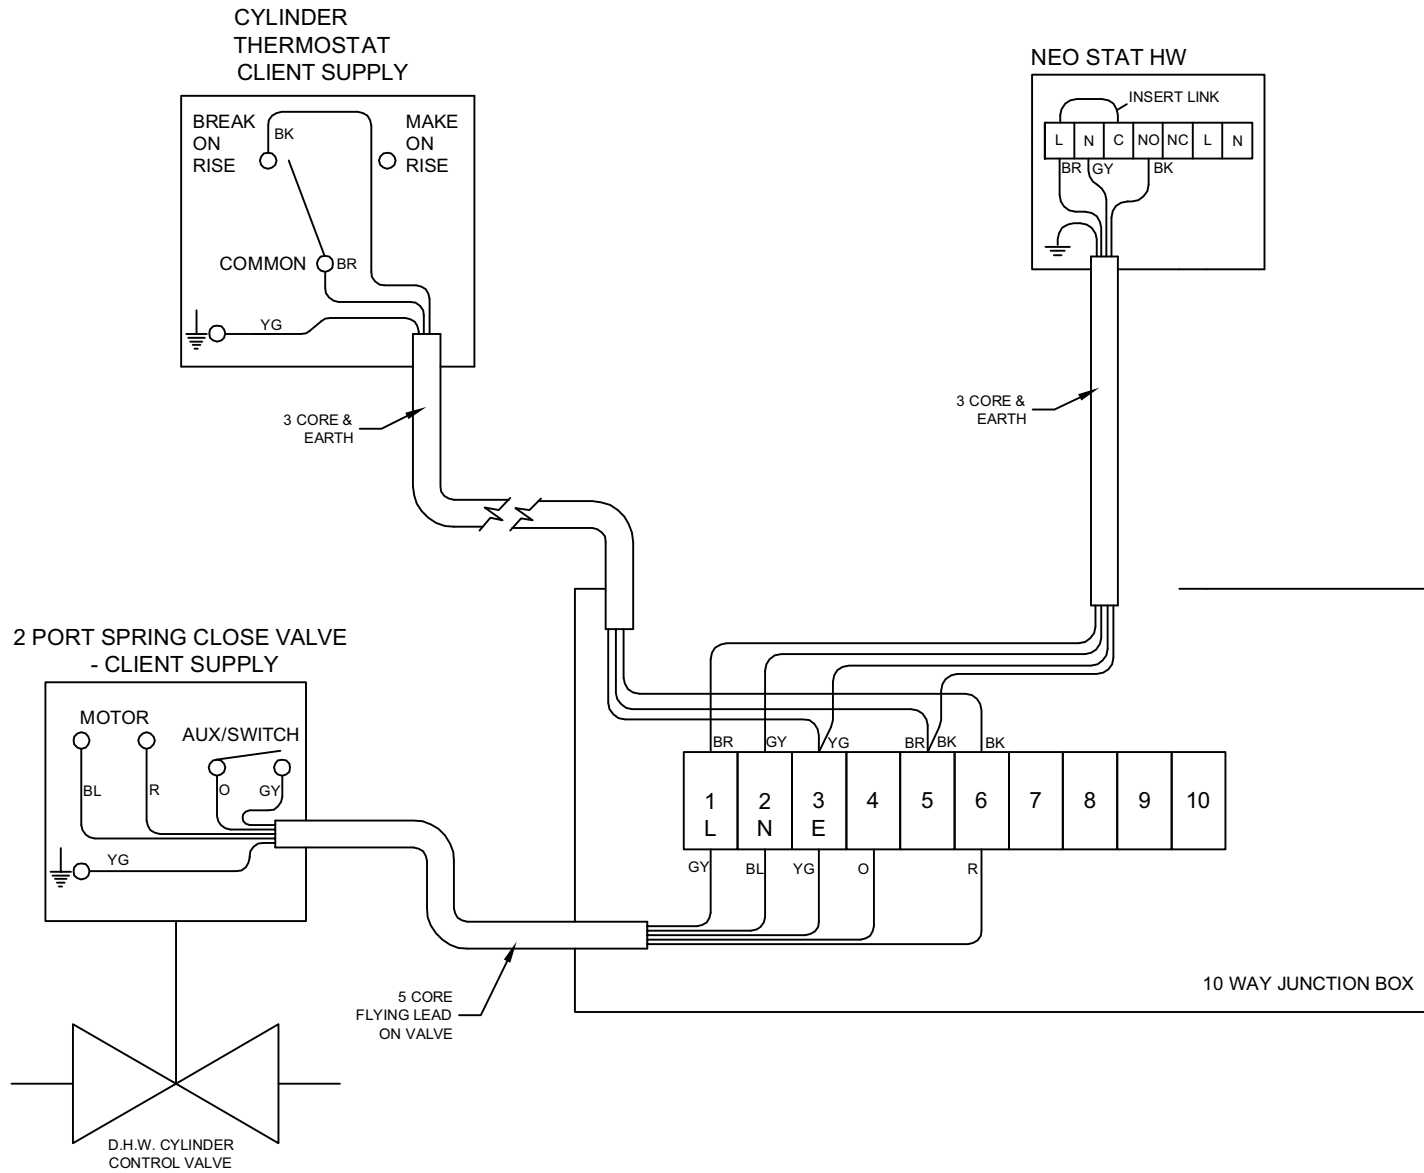 CYLINDER
THERMOSTAT
CLIENT SUPPLY
BREAK
ON
RISE
BK
MAKE
ON
RISE
COMMON
BR
YG
3 CORE &
EARTH
NEO STAT HW
INSERT LINK
L N C NO NC L N
BR GY BK
3 CORE &
EARTH
2 PORT SPRING CLOSE VALVE
- CLIENT SUPPLY
MOTOR
AUX/SWITCH
BL R O GY
YG
BR GY YG BR BK BK
1 2 3 4 5 6 7 8 9 10
L N E
GY BL YG O R
5 CORE
FLYING LEAD
ON VALVE
10 WAY JUNCTION BOX
D.H.W. CYLINDER
CONTROL VALVE